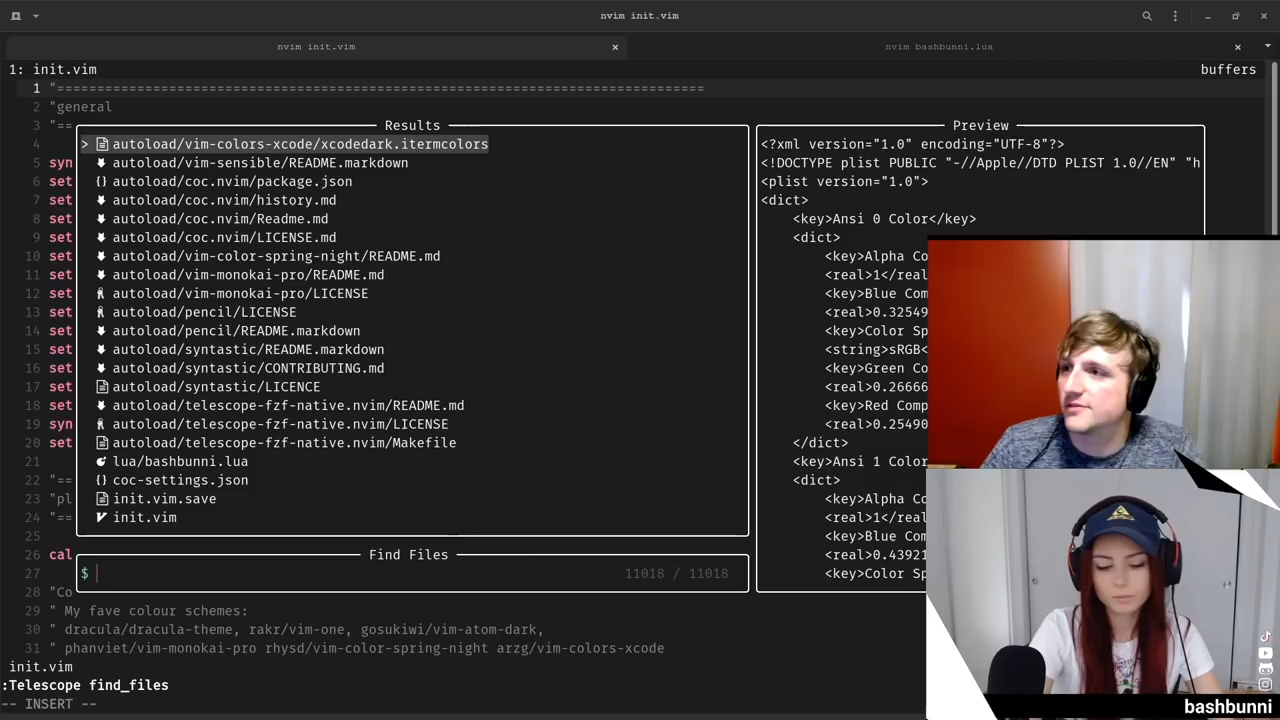 nvim init.vim
nvim init.vim
nvim bashbunni.lua
1: init.vim
buffers
1 "==============================================================================
2 "general
3 "==
4
5 syn
6 set
7 set
8 set
9 set
10 set
11 set
12 set
13 set
14 set
15 set
16 set
17 set
18 set
19 syn
20 set
21
22 "==
23 "pl
24 "==
25
26 cal
27
28 "Co
29 " My fave colour schemes:
30 " dracula/dracula-theme, rakr/vim-one, gosukiwi/vim-atom-dark,
31 " phanviet/vim-monokai-pro rhysd/vim-color-spring-night arzg/vim-colors-xcode
Results
> autoload/vim-colors-xcode/xcodedark.itermcolors
autoload/vim-sensible/README.markdown
autoload/coc.nvim/package.json
autoload/coc.nvim/history.md
autoload/coc.nvim/Readme.md
autoload/coc.nvim/LICENSE.md
autoload/vim-color-spring-night/README.md
autoload/vim-monokai-pro/README.md
autoload/vim-monokai-pro/LICENSE
autoload/pencil/LICENSE
autoload/pencil/README.markdown
autoload/syntastic/README.markdown
autoload/syntastic/CONTRIBUTING.md
autoload/syntastic/LICENCE
autoload/telescope-fzf-native.nvim/README.md
autoload/telescope-fzf-native.nvim/LICENSE
autoload/telescope-fzf-native.nvim/Makefile
lua/bashbunni.lua
coc-settings.json
init.vim.save
init.vim
Find Files
$ 11018 / 11018
Preview
<?xml version="1.0" encoding="UTF-8"?>
<!DOCTYPE plist PUBLIC "-//Apple//DTD PLIST 1.0//EN" "h
<plist version="1.0">
<dict>
<key>Ansi 0 Color</key>
<dict>
<key>Alpha Co
<real>1</real
<key>Blue Com
<real>0.32549
<key>Color Sp
<string>sRGB<
<key>Green Co
<real>0.26666
<key>Red Comp
<real>0.25490
</dict>
<key>Ansi 1 Color
<dict>
<key>Alpha Co
<real>1</real
<key>Blue Com
<real>0.43921
<key>Color Sp
init.vim
:Telescope find_files
-- INSERT --
bashbunni